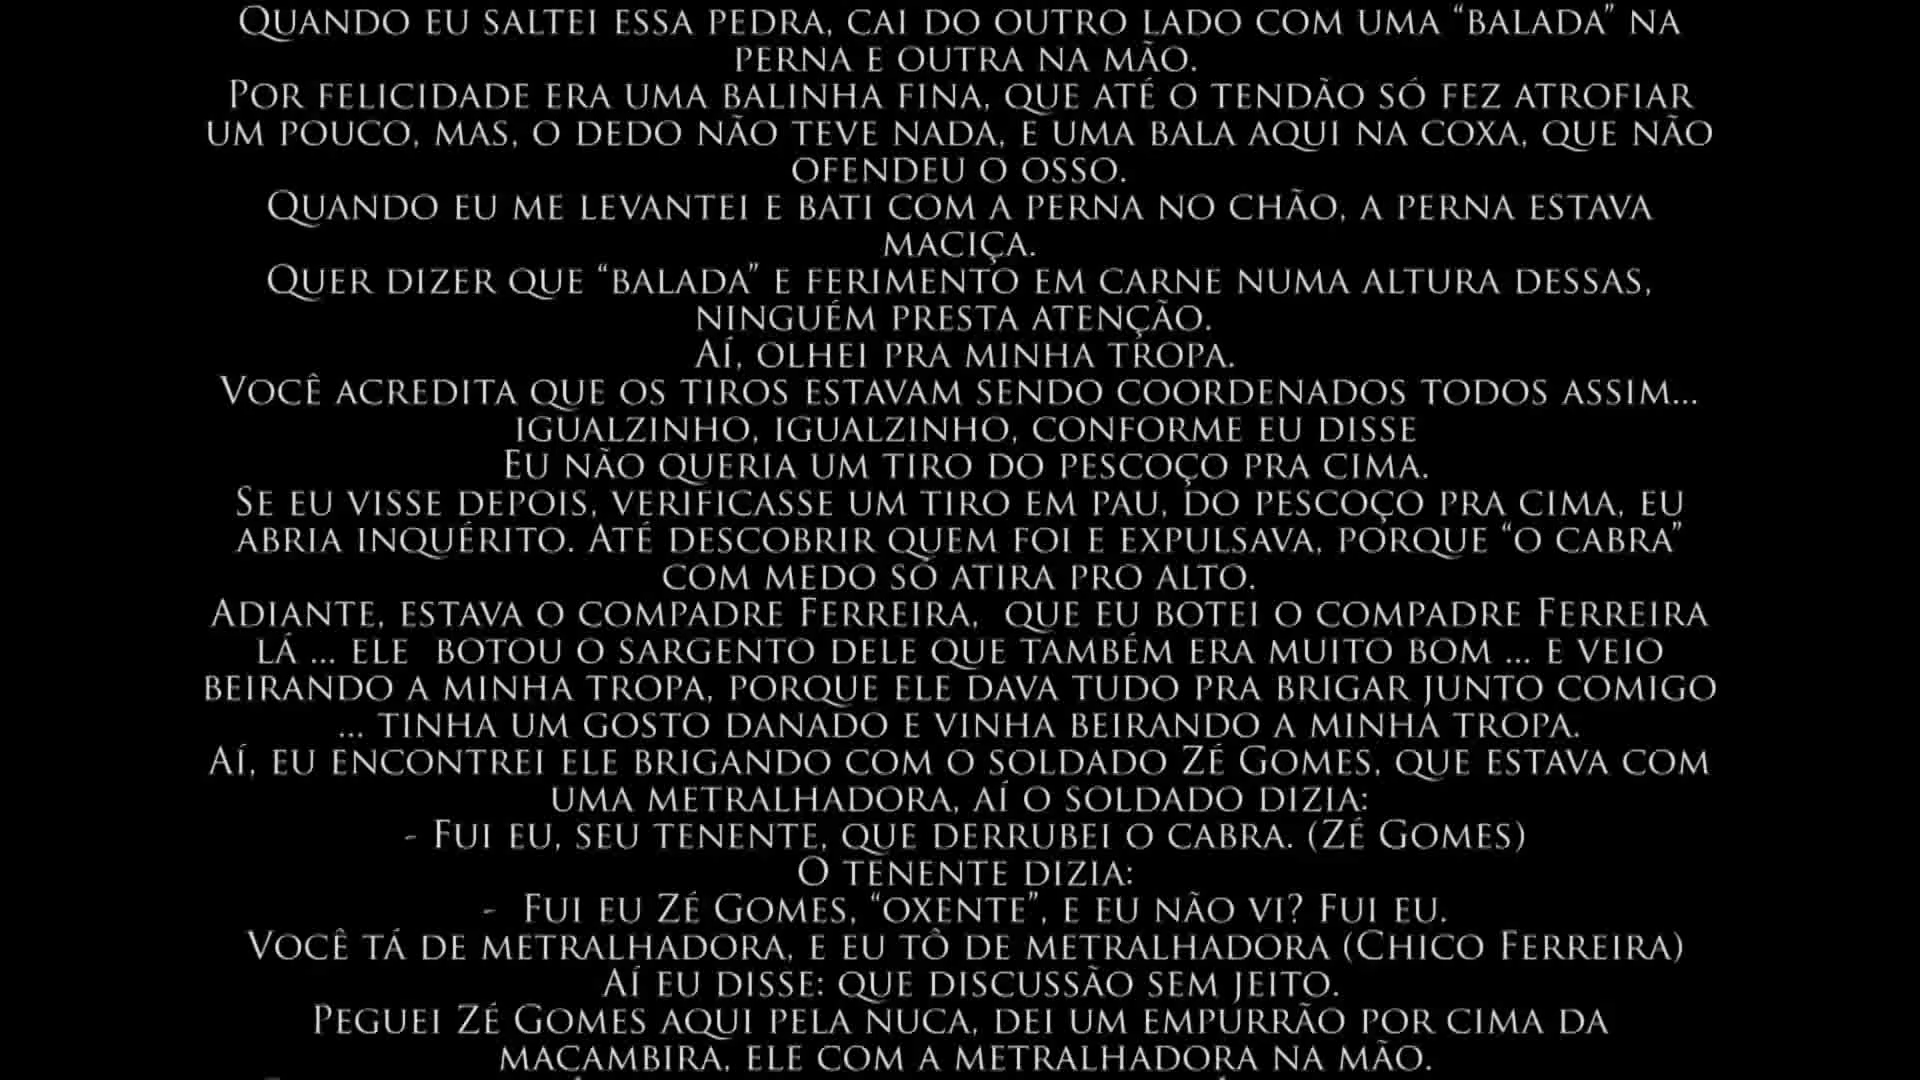 Quando eu saltei essa pedra, cai do outro lado com uma “balada” na
perna e outra na mão.
Por felicidade era uma balinha fina, que até o tendão só fez atrofiar
um pouco, mas, o dedo não teve nada, e uma bala aqui na coxa, que não
ofendeu o osso.
Quando eu me levantei e bati com a perna no chão, a perna estava
maciça.
Quer dizer que “balada” e ferimento em carne numa altura dessas,
ninguém presta atenção.
Aí, olhei pra minha tropa.
Você acredita que os tiros estavam sendo coordenados todos assim...
igualzinho, igualzinho, conforme eu disse
Eu não queria um tiro do pescoço pra cima.
Se eu visse depois, verificasse um tiro em pau, do pescoço pra cima, eu
abria inquérito. Até descobrir quem foi e expulsava, porque “o cabra”
com medo só atira pro alto.
Adiante, estava o compadre Ferreira,  que eu botei o compadre Ferreira
lá ... ele  botou o sargento dele que também era muito bom ... e veio
beirando a minha tropa, porque ele dava tudo pra brigar junto comigo
... tinha um gosto danado e vinha beirando a minha tropa.
Aí, eu encontrei ele brigando com o soldado Zé Gomes, que estava com
uma metralhadora, aí o soldado dizia:
- Fui eu, seu tenente, que derrubei o cabra. (Zé Gomes)
O tenente dizia:
-  Fui eu Zé Gomes, “oxente”, e eu não vi? Fui eu.
Você tá de metralhadora, e eu tô de metralhadora (Chico Ferreira)
Aí eu disse: que discussão sem jeito.
Peguei Zé Gomes aqui pela nuca, dei um empurrão por cima da
macambira, ele com a metralhadora na mão.